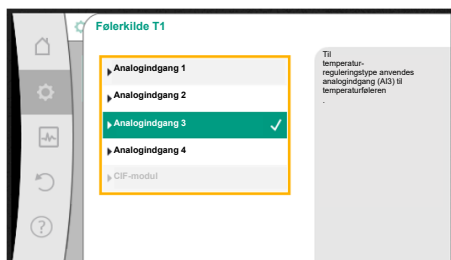 Følerkilde T1
Analogindgang 1
Analogindgang 2
Analogindgang 3
Analogindgang 4
CIF-modul
Til
temperatur-
reguleringstype anvendes
analogindgang (AI3) til
temperaturføleren
.